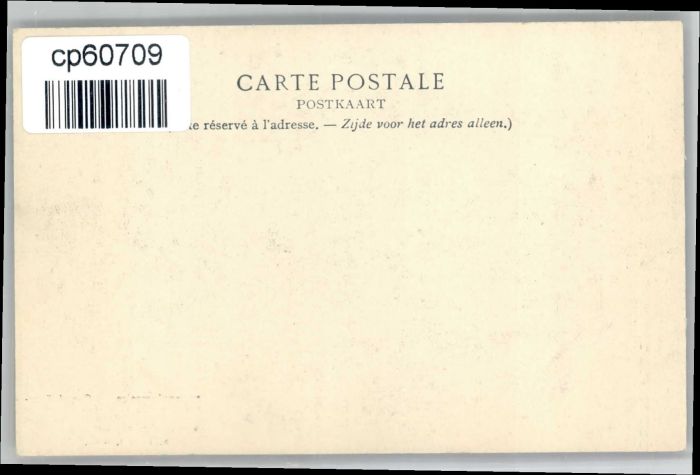 cp60709
CARTE POSTALE
POSTKAART
réservé à l'adresse. — Zijde voor het adres alleen.)